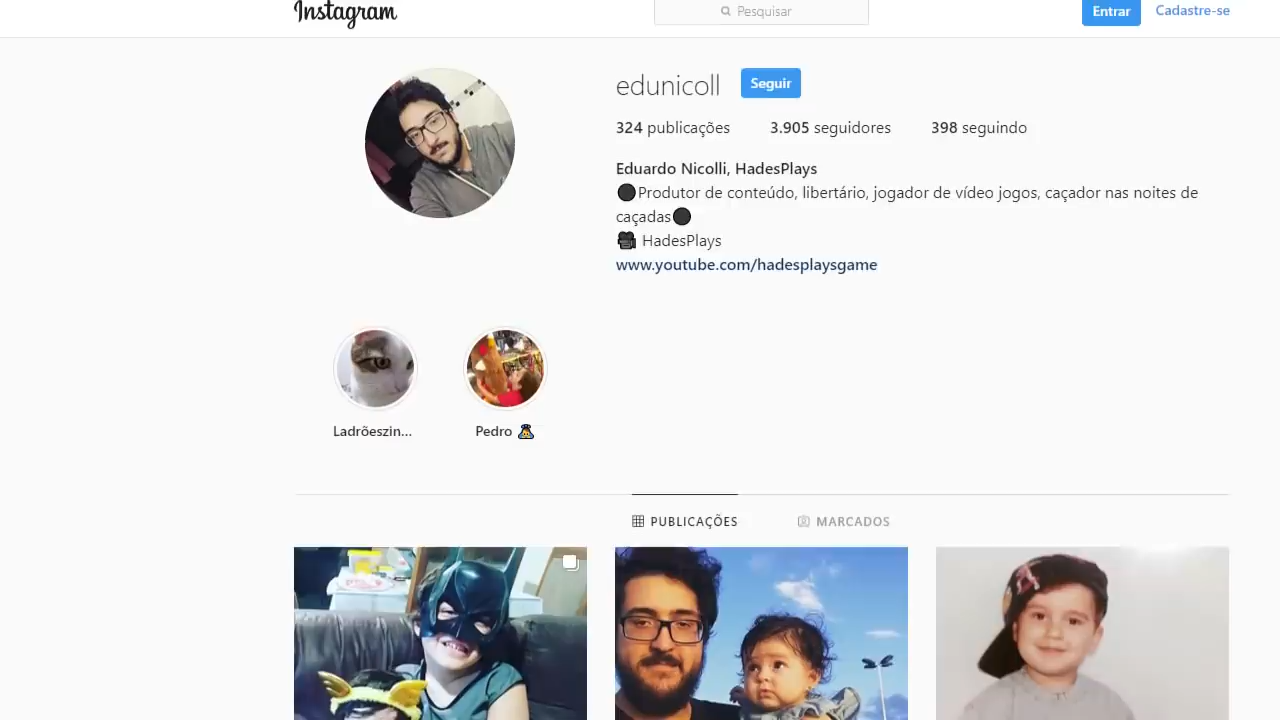 Instagram
Pesquisar
Entrar
Cadastre-se
edunicoll
Seguir
324 publicações
3.905 seguidores
398 seguindo
Eduardo Nicolli, HadesPlays
Produtor de conteúdo, libertário, jogador de vídeo jogos, caçador nas noites de
caçadas
HadesPlays
www.youtube.com/hadesplaysgame
Ladrõeszin...
Pedro
PUBLICAÇÕES
MARCADOS